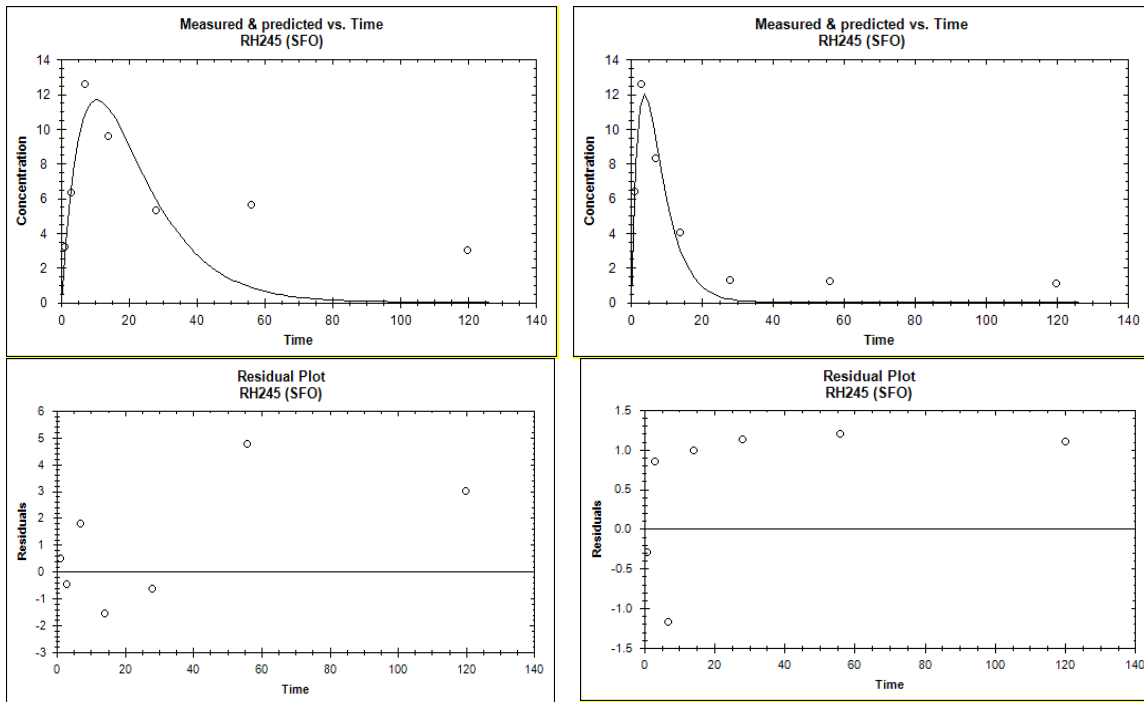 Measured & predicted vs. Time
RH245 (SFO)
Concentration
14
12
10
8
6
4
2
0
0 20 40 60 80 100 120 140
Time
Measured & predicted vs. Time
RH245 (SFO)
Concentration
14
12
10
8
6
4
2
0
0 20 40 60 80 100 120 140
Time
Residual Plot
RH245 (SFO)
Residuals
6
5
4
3
2
1
0
-1
-2
-3
0 20 40 60 80 100 120 140
Time
Residual Plot
RH245 (SFO)
Residuals
1.5
1.0
0.5
0.0
-0.5
-1.0
-1.5
0 20 40 60 80 100 120 140
Time